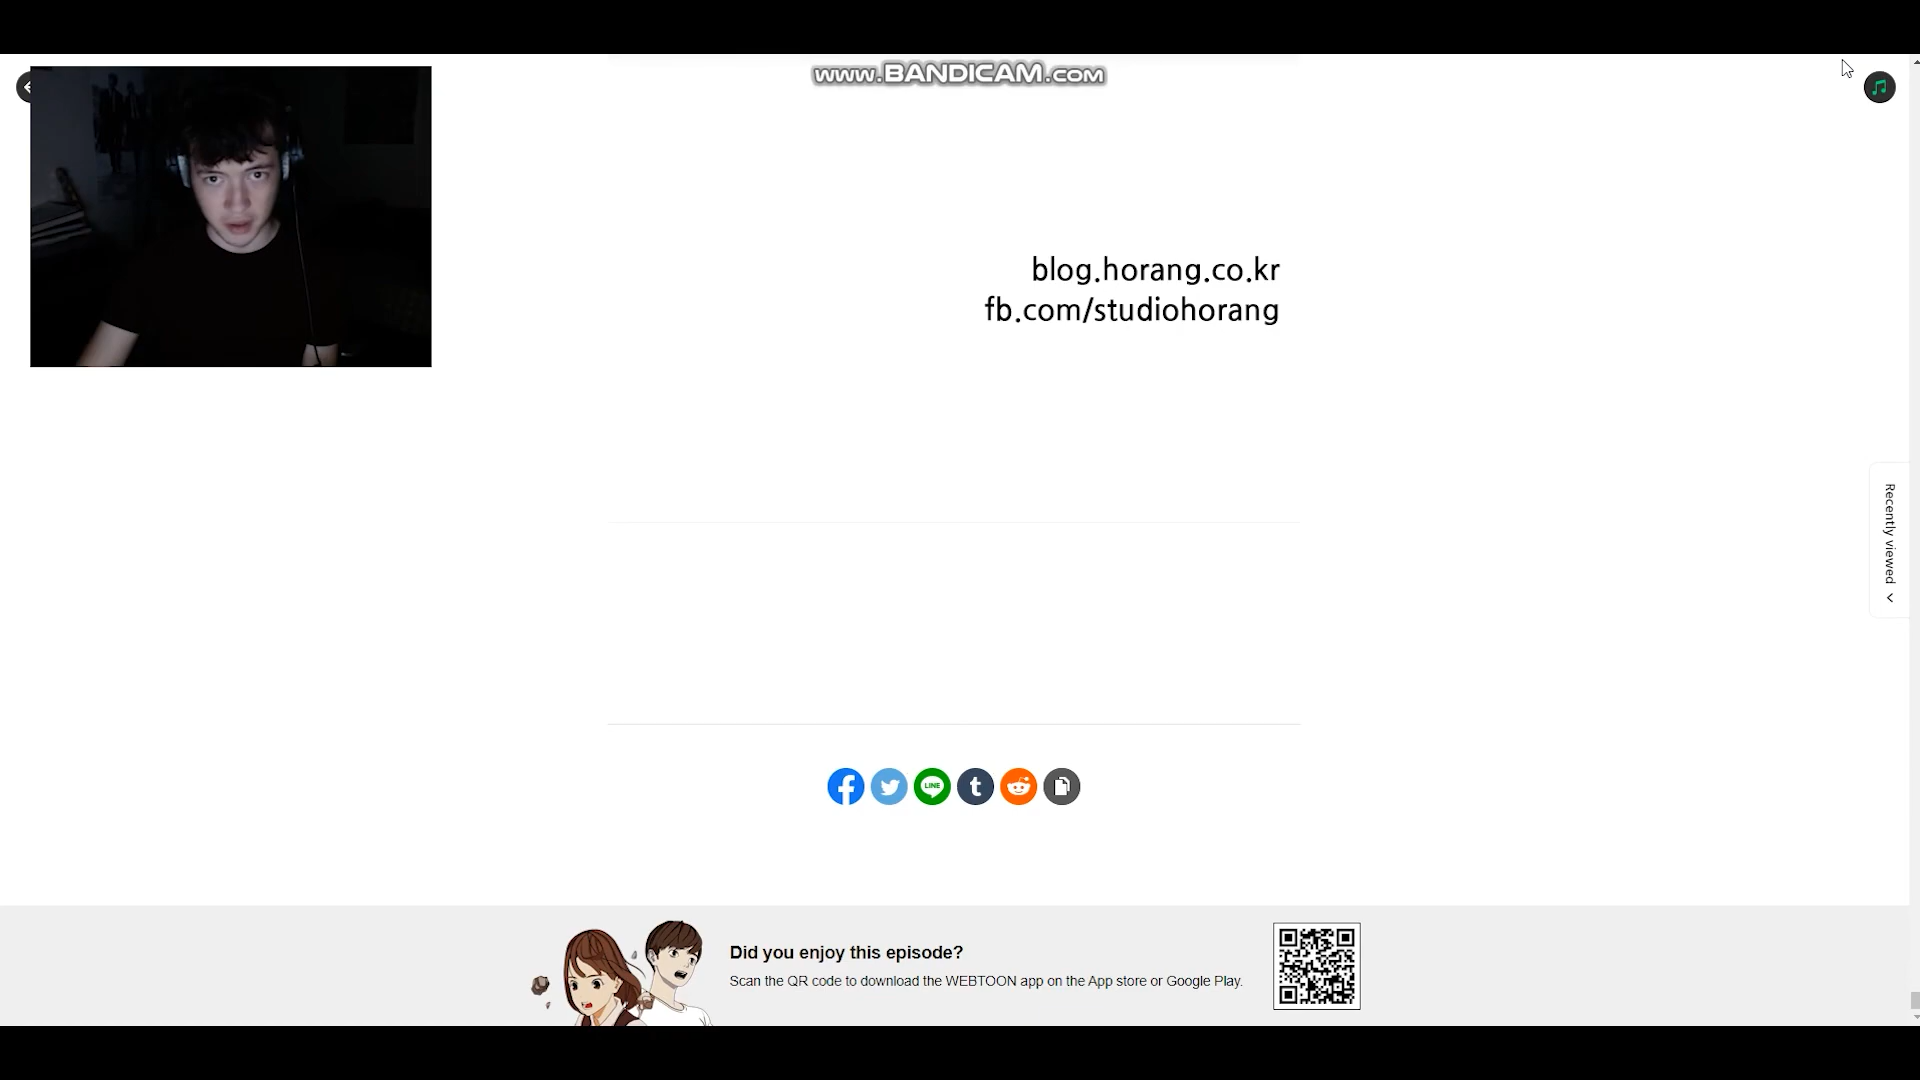 www.BANDICAM.com
blog.horang.co.kr
fb.com/studiohorang
Recently viewed
LINE
Did you enjoy this episode?
Scan the QR code to download the WEBTOON app on the App store or Google Play.